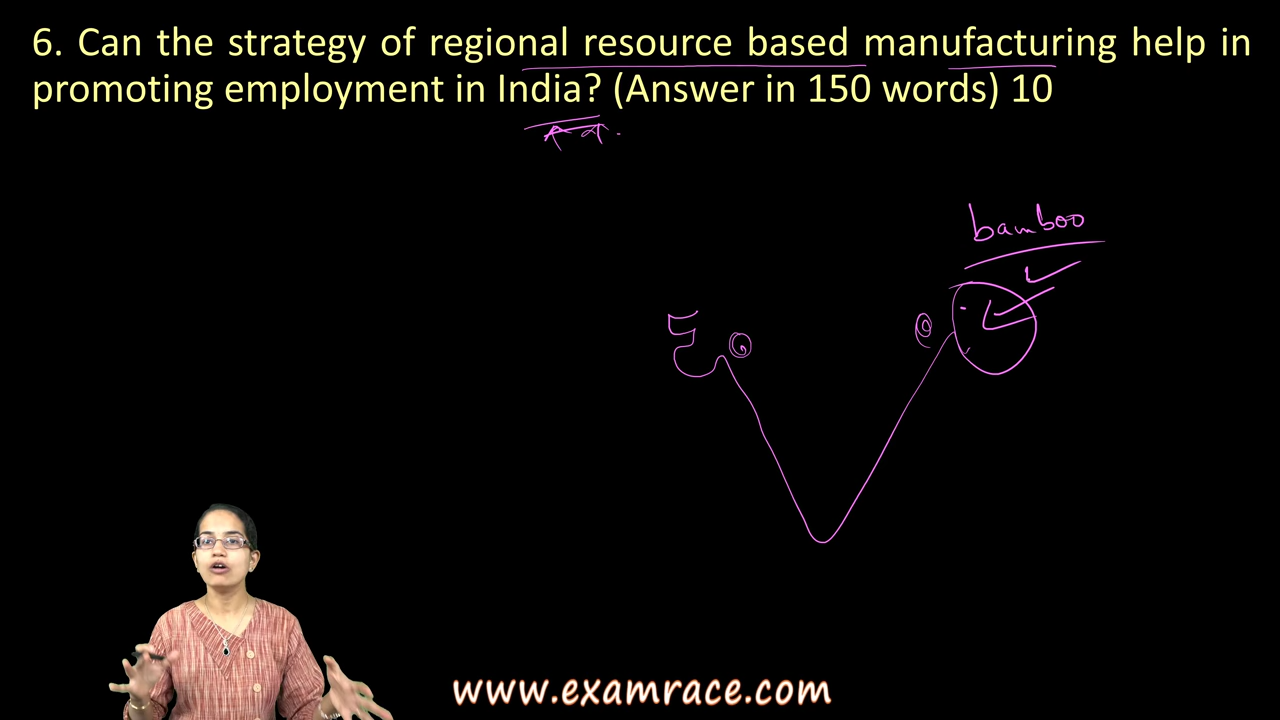 6. Can the strategy of regional resource based manufacturing help in
promoting employment in India? (Answer in 150 words) 10
bamboo
www.examrace.com